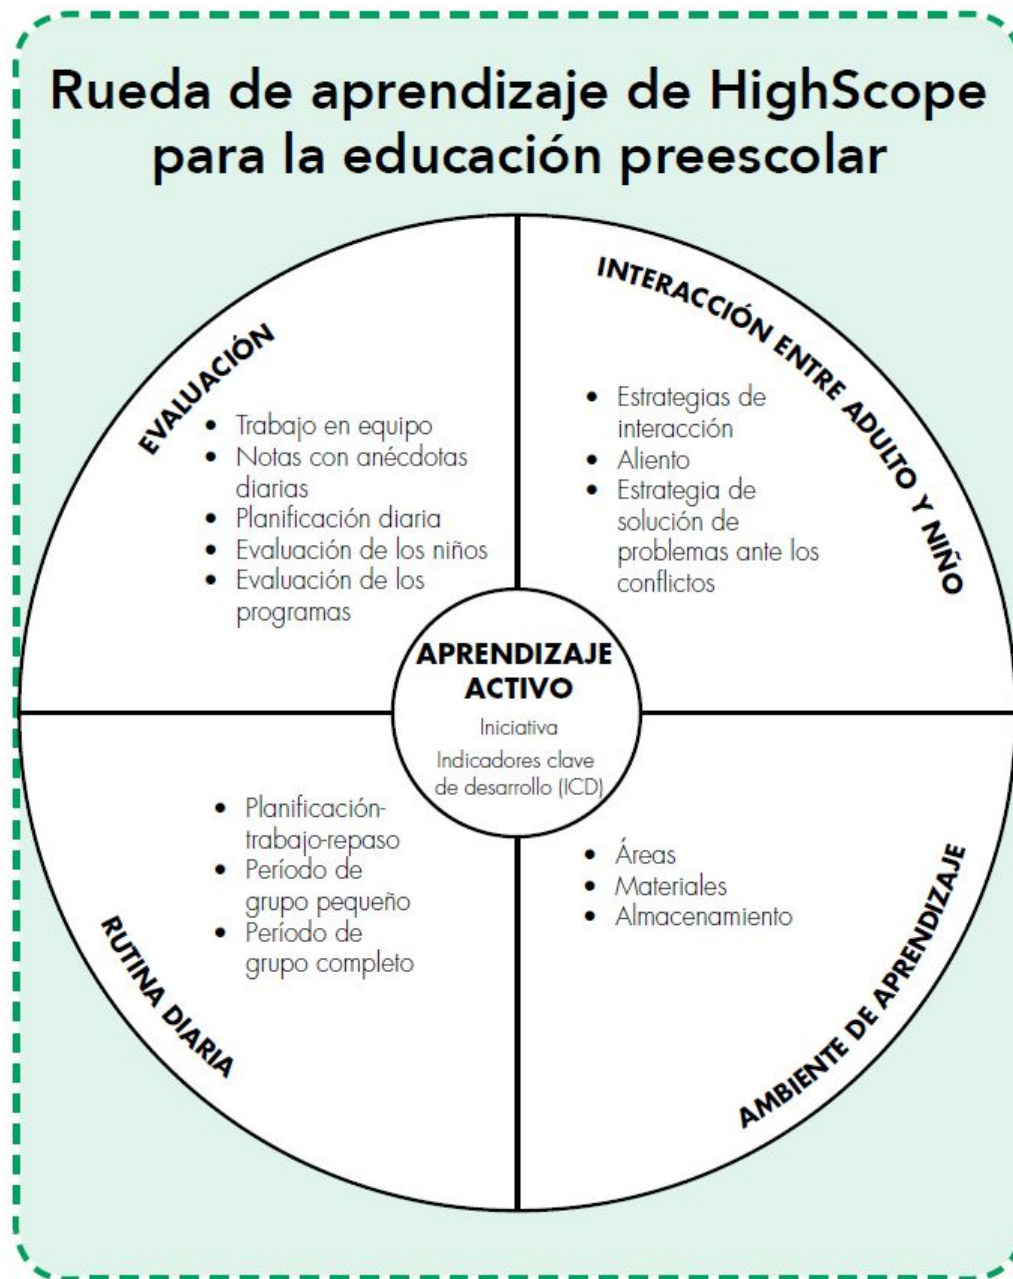 Rueda de aprendizaje de HighScope
para la educación preescolar
EVALUACIÓN
• Trabajo en equipo
• Notas con anécdotas
diarias
• Planificación diaria
• Evaluación de los niños
• Evaluación de los
programas
INTERACCIÓN ENTRE ADULTO Y NIÑO
• Estrategias de
interacción
• Aliento
• Estrategia de
solución de
problemas ante los
conflictos
APRENDIZAJE
ACTIVO
Iniciativa
Indicadores clave
de desarrollo (ICD)
RUTINA DIARIA
• Planificación-
trabajo-repaso
• Período de
grupo pequeño
• Período de
grupo completo
AMBIENTE DE APRENDIZAJE
• Áreas
• Materiales
• Almacenamiento